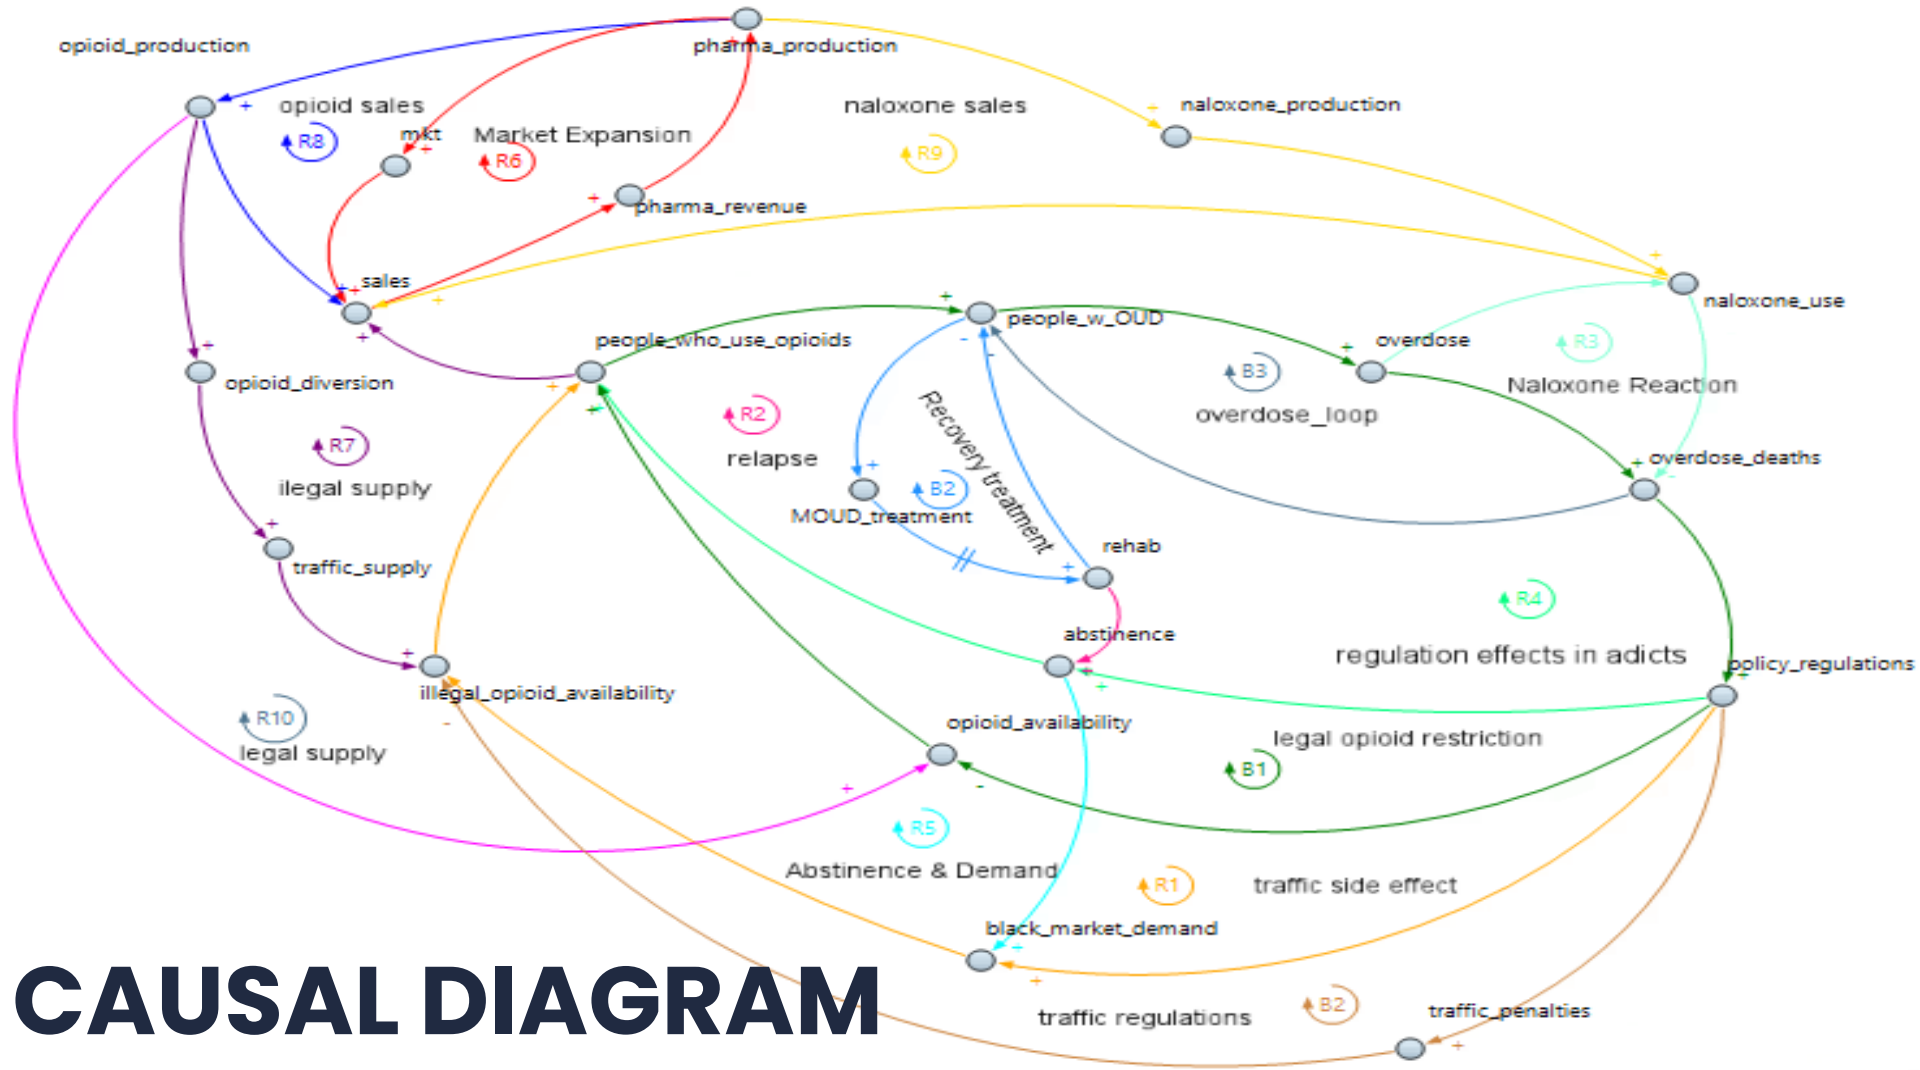 opioid_production
pharma_production
opioid sales
R8
mkt
Market Expansion
R6
naloxone sales
R9
naloxone_production
pharma_revenue
sales
people_who_use_opioids
people_w_OUD
overdose
naloxone_use
R3
Naloxone Reaction
B3
overdose_loop
opioid_diversion
R2
relapse
R7
ilegal supply
Recovery treatment
B2
MOUD_treatment
overdose_deaths
rehab
traffic_supply
R4
regulation effects in adicts
abstinence
policy_regulations
illegal_opioid_availability
R10
legal supply
opioid_availability
legal opioid restriction
B1
R5
Abstinence & Demand
R1
traffic side effect
black_market_demand
CAUSAL DIAGRAM
traffic regulations
B2
traffic_penalties